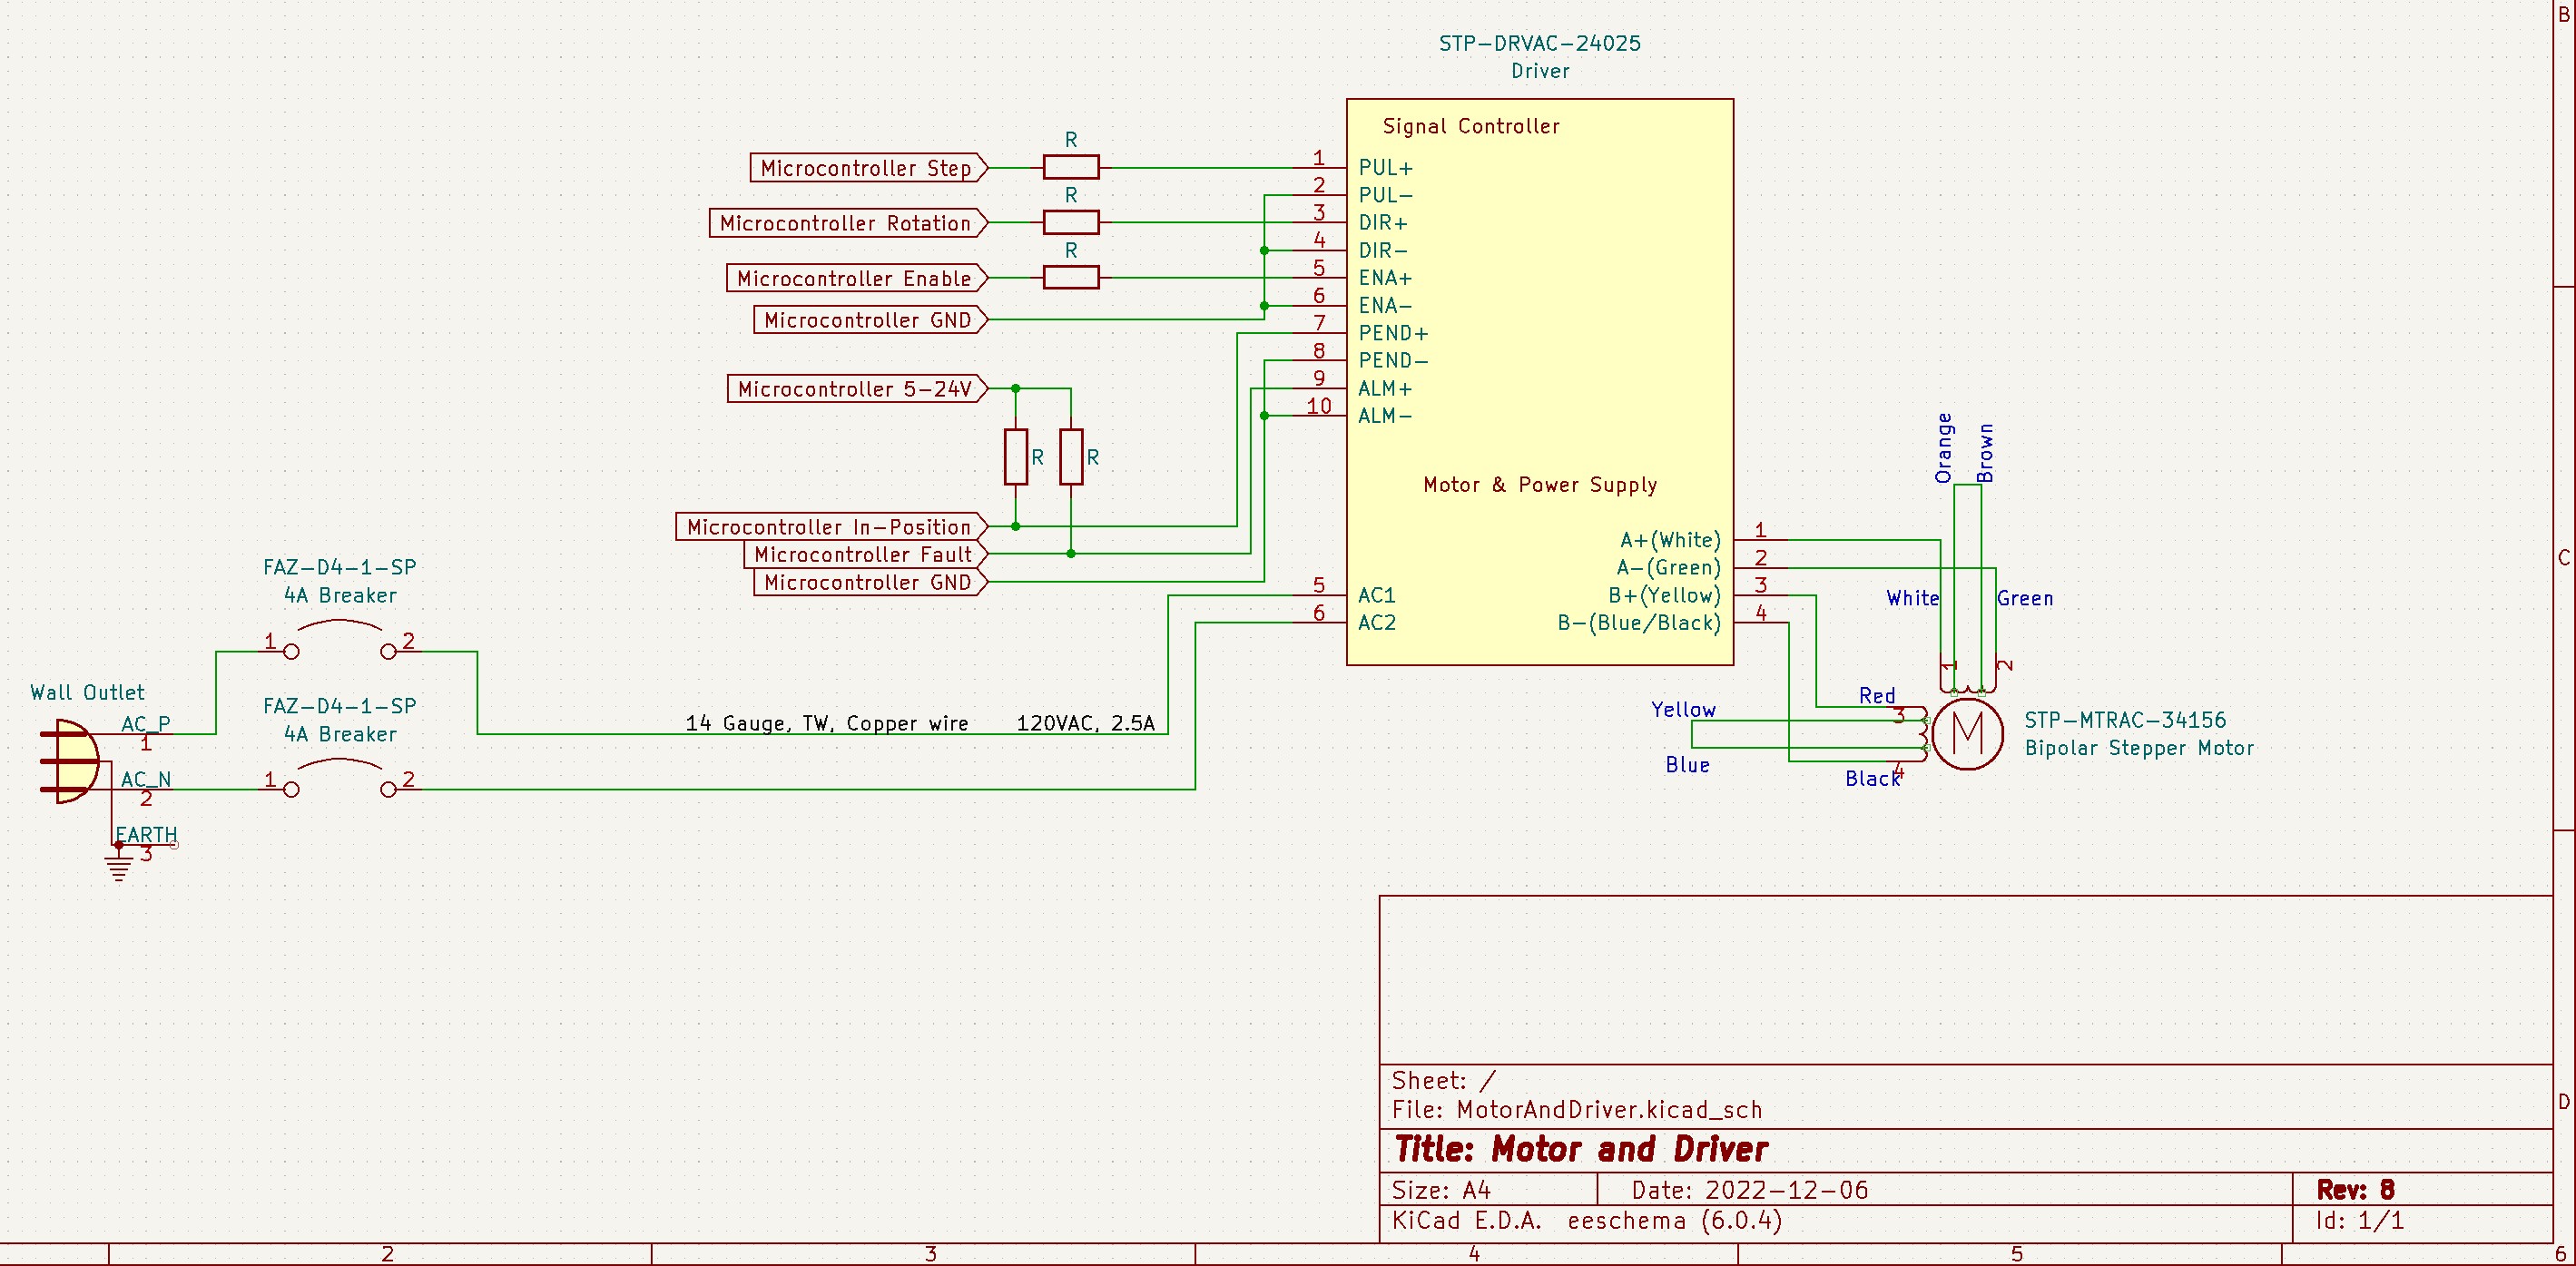 B
STP-DRVAC-24025
Driver
Signal Controller
R
Microcontroller Step
1
PUL+
2
PUL-
R
Microcontroller Rotation
3
DIR+
4
DIR-
R
Microcontroller Enable
5
ENA+
6
ENA-
Microcontroller GND
7
PEND+
8
PEND-
Microcontroller 5-24V
9
ALM+
10
ALM-
R
R
Motor & Power Supply
Orange
Brown
Microcontroller In-Position
Microcontroller Fault
Microcontroller GND
A+(White)
1
A-(Green)
2
B+(Yellow)
3
B-(Blue/Black)
4
5
AC1
6
AC2
C
White
Green
FAZ-D4-1-SP
4A Breaker
1
2
Wall Outlet
AC_P
1
FAZ-D4-1-SP
4A Breaker
14 Gauge, TW, Copper wire 120VAC, 2.5A
AC_N
2
1
2
EARTH
3
1
2
Red
3
Yellow
Blue
Black
4
M
STP-MTRAC-34156
Bipolar Stepper Motor
Sheet: /
File: MotorAndDriver.kicad_sch
D
Title: Motor and Driver
Size: A4
Date: 2022-12-06
Rev: 8
KiCad E.D.A. eeschema (6.0.4)
Id: 1/1
2
3
4
5
6